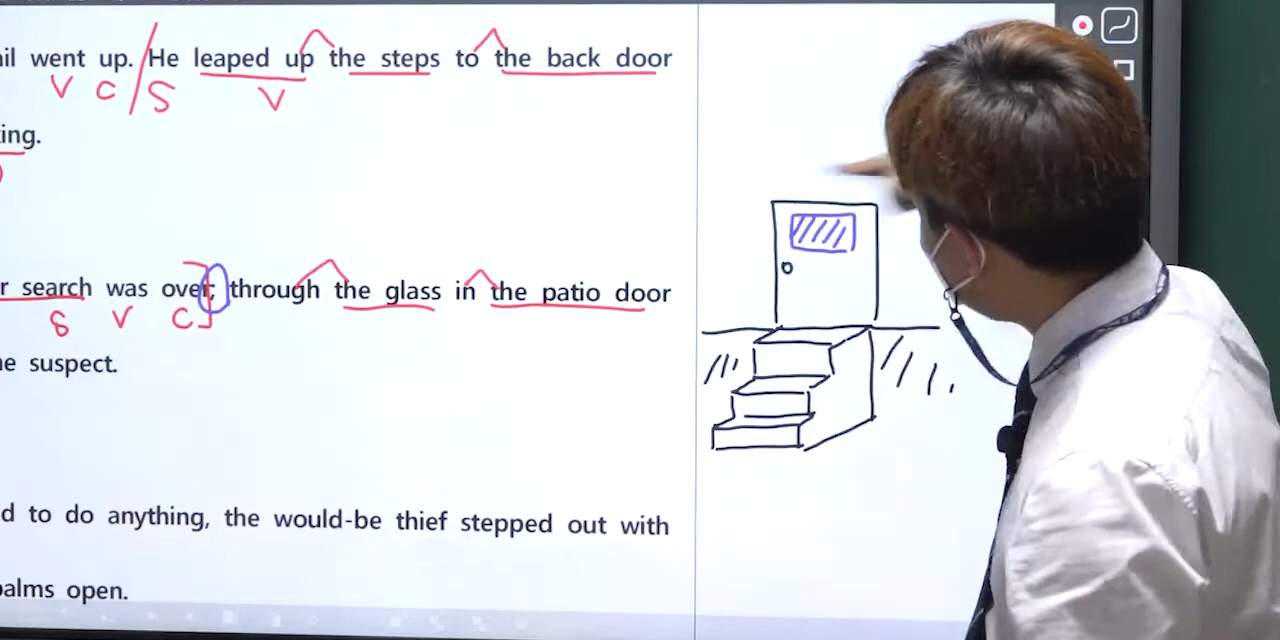 il went up. He leaped up the steps to the back door
V C / S V
ing.
r search was over; through the glass in the patio door
S V C
e suspect.
d to do anything, the would-be thief stepped out with
palms open.